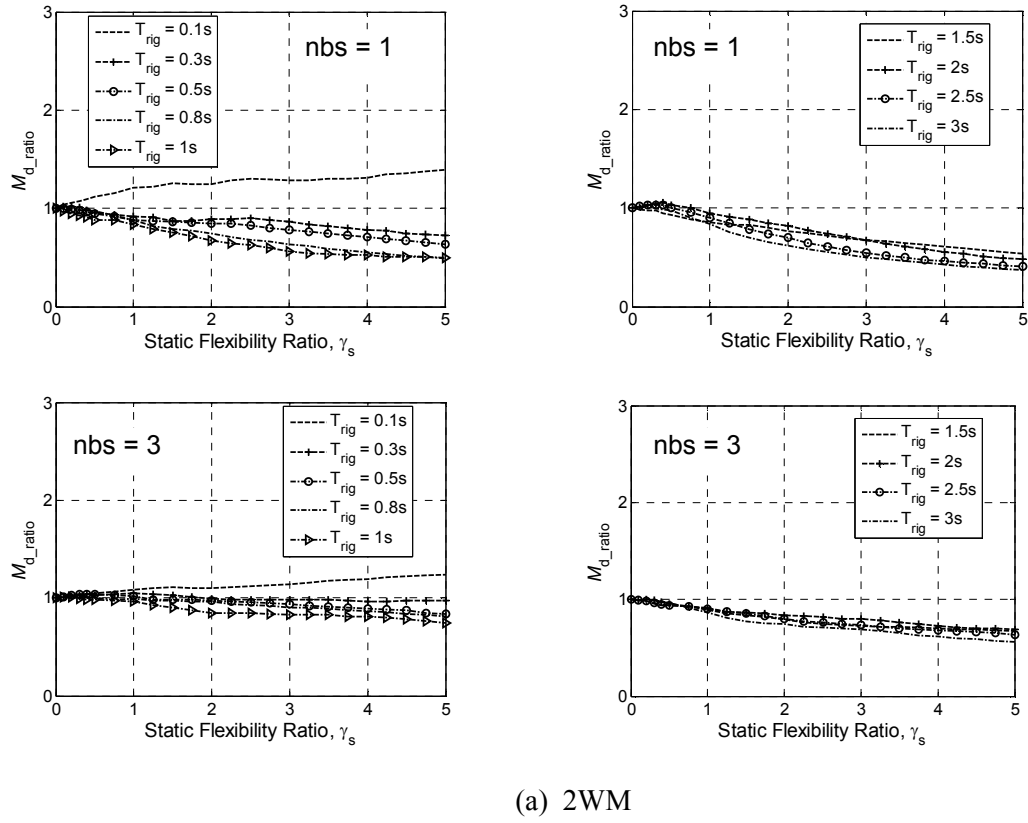 3
2
1
0
0 1 2 3 4 5
M_d_ratio
Static Flexibility Ratio, γ_s
nbs = 1
T_rig = 0.1s
T_rig = 0.3s
T_rig = 0.5s
T_rig = 0.8s
T_rig = 1s
3
2
1
0
0 1 2 3 4 5
M_d_ratio
Static Flexibility Ratio, γ_s
nbs = 1
T_rig = 1.5s
T_rig = 2s
T_rig = 2.5s
T_rig = 3s
3
2
1
0
0 1 2 3 4 5
M_d_ratio
Static Flexibility Ratio, γ_s
nbs = 3
T_rig = 0.1s
T_rig = 0.3s
T_rig = 0.5s
T_rig = 0.8s
T_rig = 1s
3
2
1
0
0 1 2 3 4 5
M_d_ratio
Static Flexibility Ratio, γ_s
nbs = 3
T_rig = 1.5s
T_rig = 2s
T_rig = 2.5s
T_rig = 3s
(a) 2WM